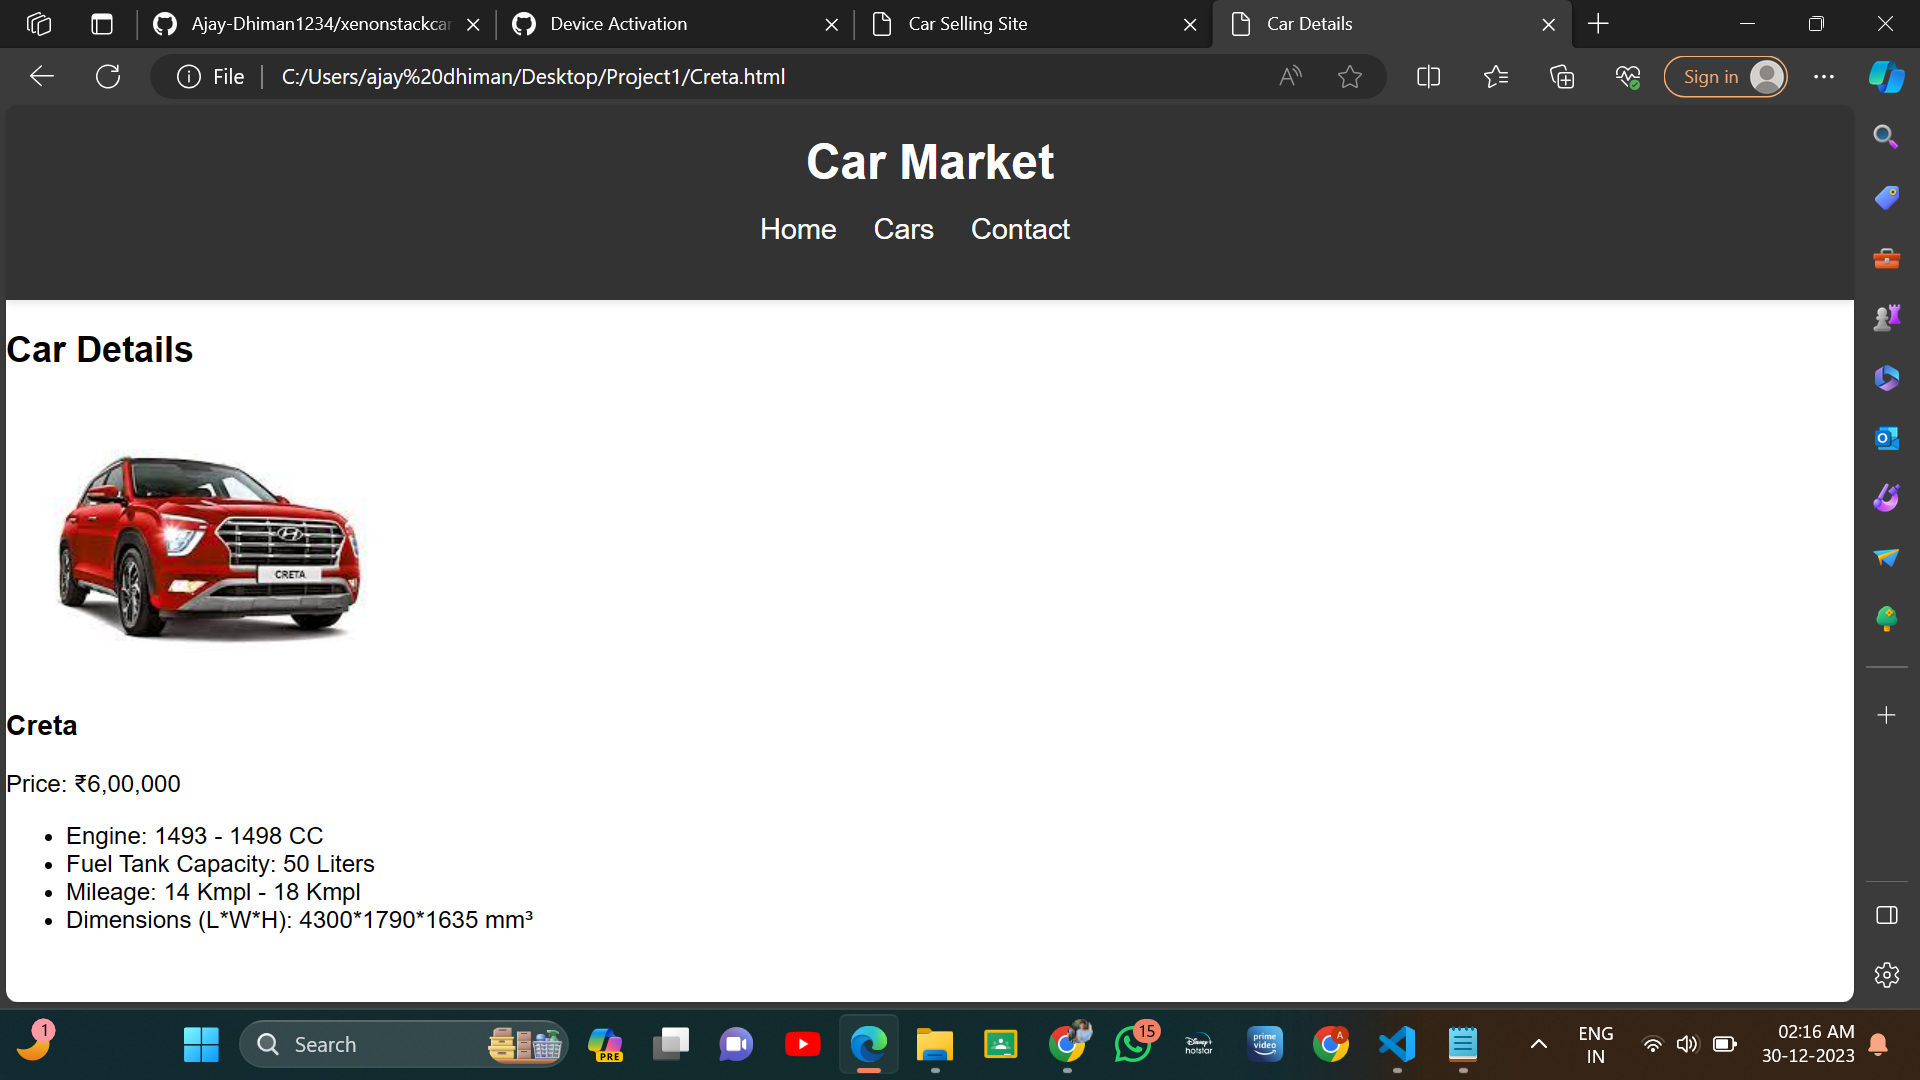 Ajay-Dhiman1234/xenonstackcar
Device Activation
Car Selling Site
Car Details
File
C:/Users/ajay%20dhiman/Desktop/Project1/Creta.html
Sign in
Car Market
Home Cars Contact
Car Details
CRETA
Creta
Price: ₹6,00,000
• Engine: 1493 - 1498 CC
• Fuel Tank Capacity: 50 Liters
• Mileage: 14 Kmpl - 18 Kmpl
• Dimensions (L*W*H): 4300*1790*1635 mm³
1
Search
PRE
Disney+ hotstar
prime video
A
15
ENG
IN
02:16 AM
30-12-2023